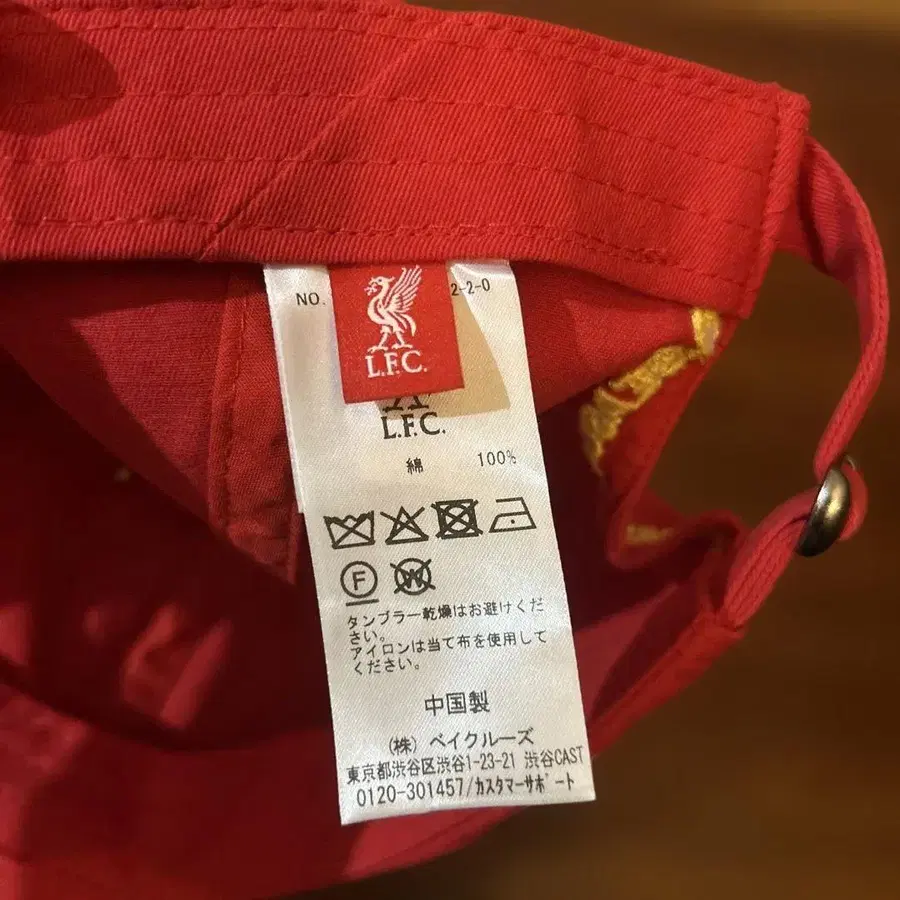 NO. 2-2-0
L.F.C.
L.F.C.
綿 100%
F W
タンブラー乾燥はお避けくだ
さい。
アイロンは当て布を使用して
ください。
中国製
(株) ベイクルーズ
東京都渋谷区渋谷1-23-21 渋谷CAST
0120-301457/カスタマーサポート